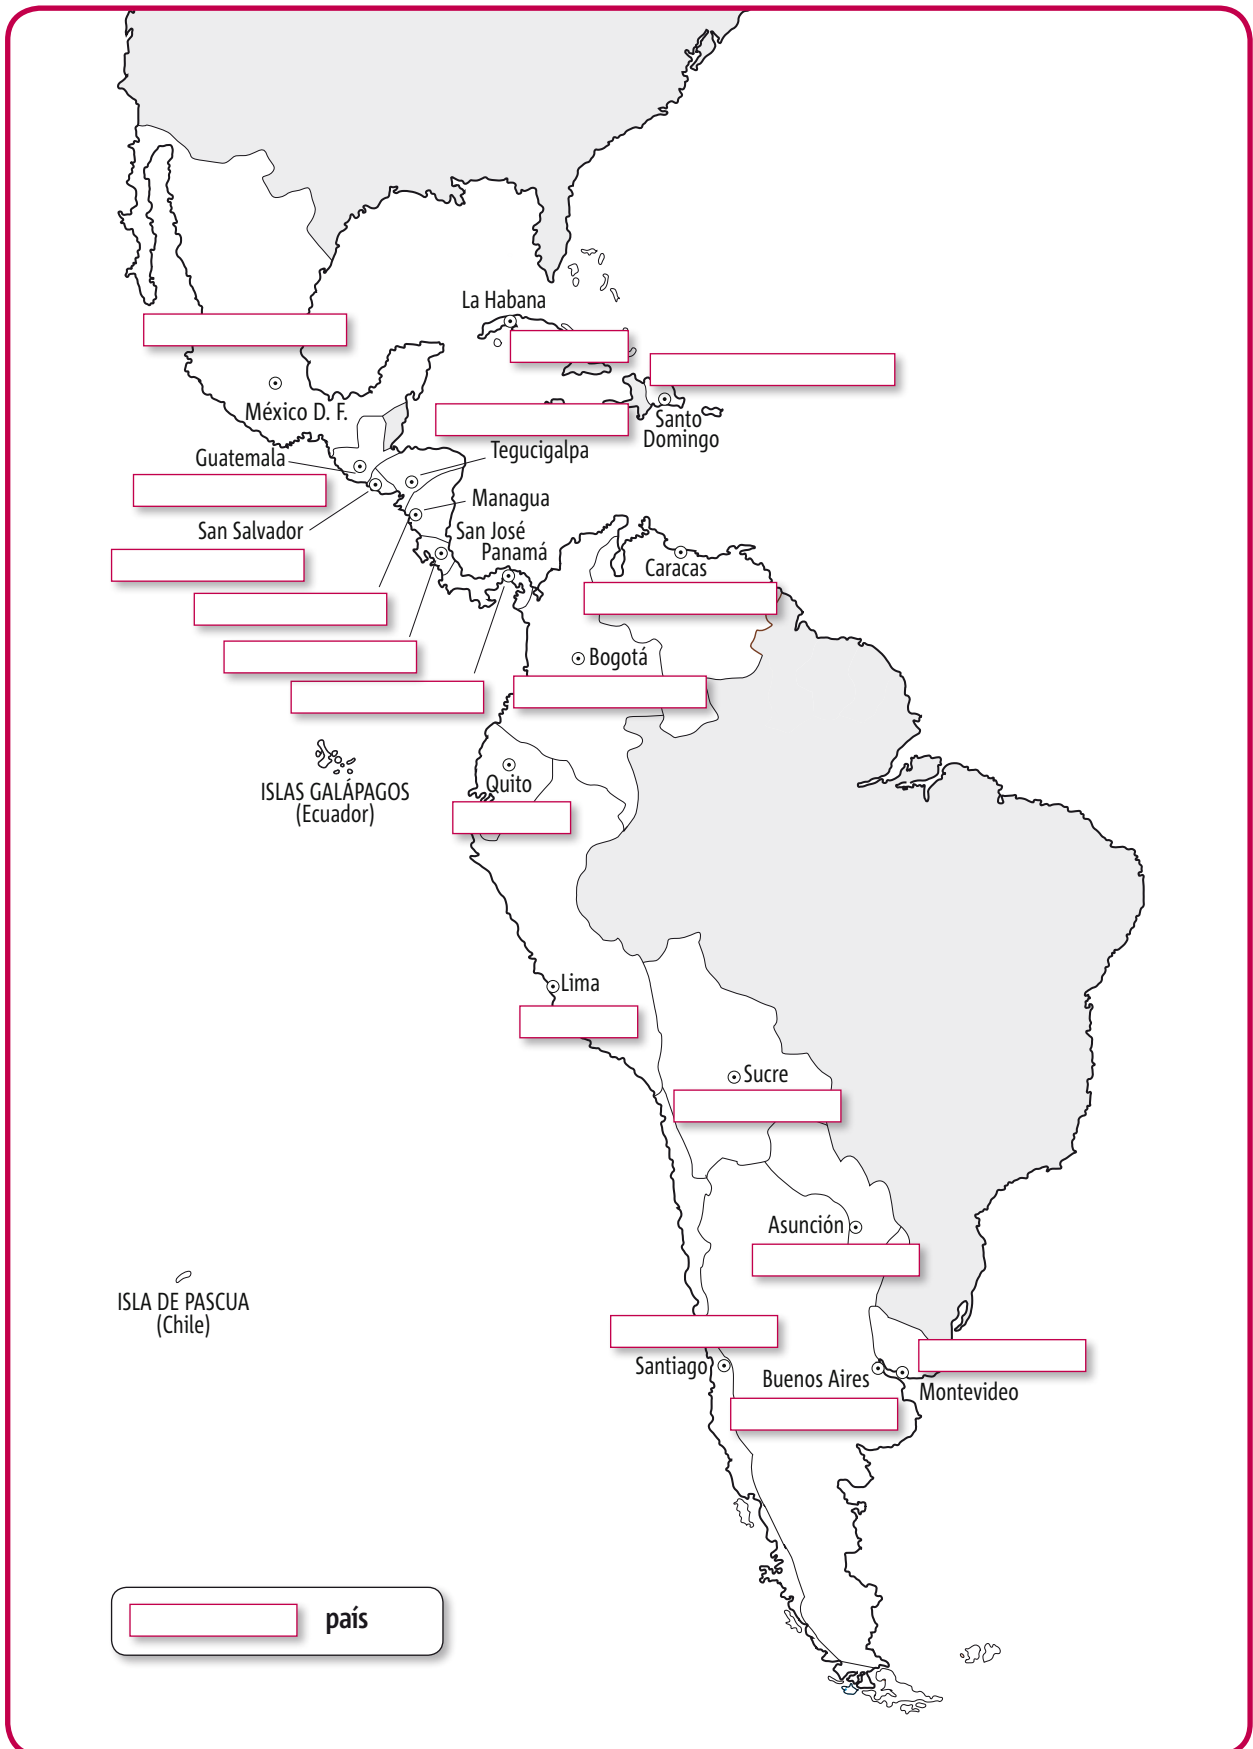 La Habana
México D. F.
Santo
Domingo
Guatemala
Tegucigalpa
Managua
San Salvador
San José
Panamá
Caracas
Bogotá
Quito
ISLAS GALÁPAGOS
(Ecuador)
Lima
Sucre
Asunción
ISLA DE PASCUA
(Chile)
Santiago
Buenos Aires
Montevideo
país